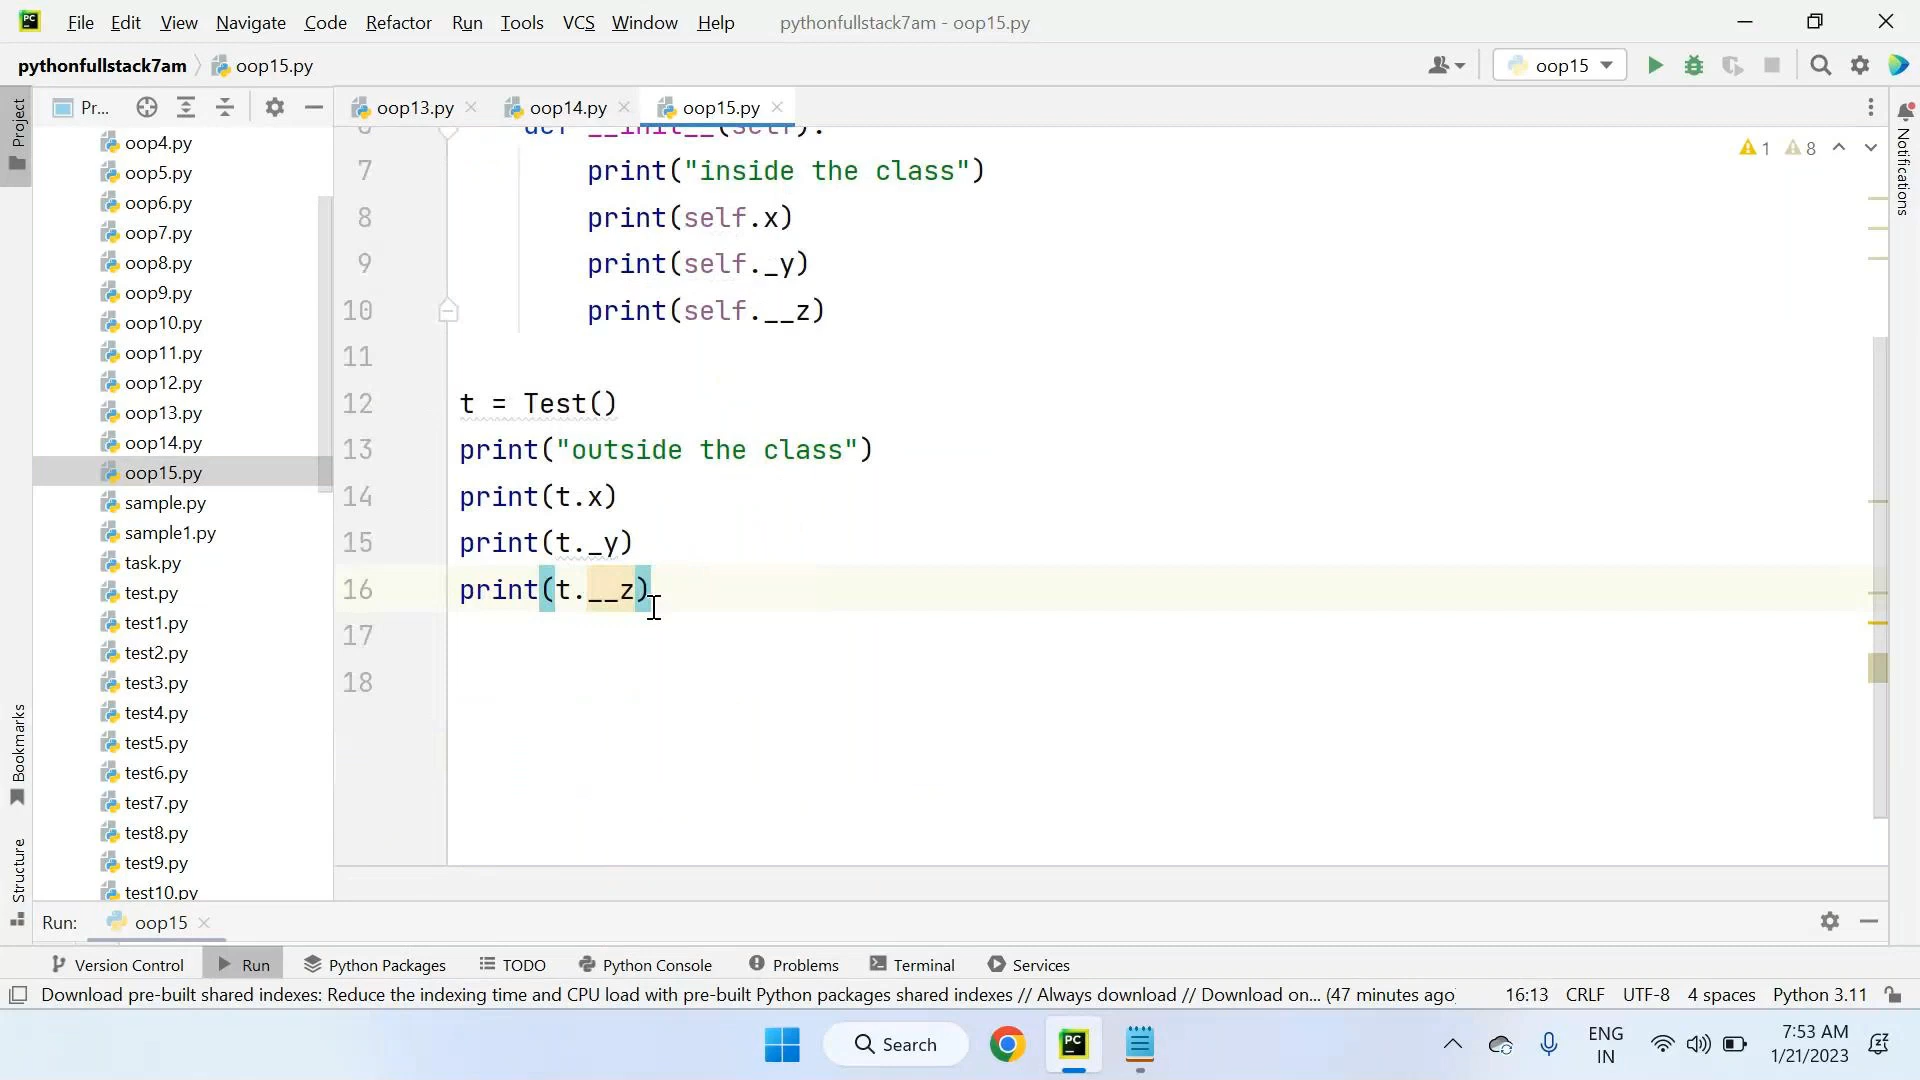 PC File Edit View Navigate Code Refactor Run Tools VCS Window Help pythonfullstack7am - oop15.py
pythonfullstack7am oop15.py oop15
Project
Pr...
oop4.py
oop5.py
oop6.py
oop7.py
oop8.py
oop9.py
oop10.py
oop11.py
oop12.py
oop13.py
oop14.py
oop15.py
sample.py
sample1.py
task.py
test.py
test1.py
test2.py
test3.py
test4.py
test5.py
test6.py
test7.py
test8.py
test9.py
test10.py
Bookmarks
Structure
oop13.py oop14.py oop15.py
1 8
6 def __init__(self):
7 print("inside the class")
8 print(self.x)
9 print(self._y)
10 print(self.__z)
11
12 t = Test()
13 print("outside the class")
14 print(t.x)
15 print(t._y)
16 print(t.__z)
17
18
Notifications
Run: oop15
Version Control Run Python Packages TODO Python Console Problems Terminal Services
Download pre-built shared indexes: Reduce the indexing time and CPU load with pre-built Python packages shared indexes // Always download // Download on... (47 minutes ago 16:13 CRLF UTF-8 4 spaces Python 3.11
Search
PC
ENG
IN
7:53 AM
1/21/2023